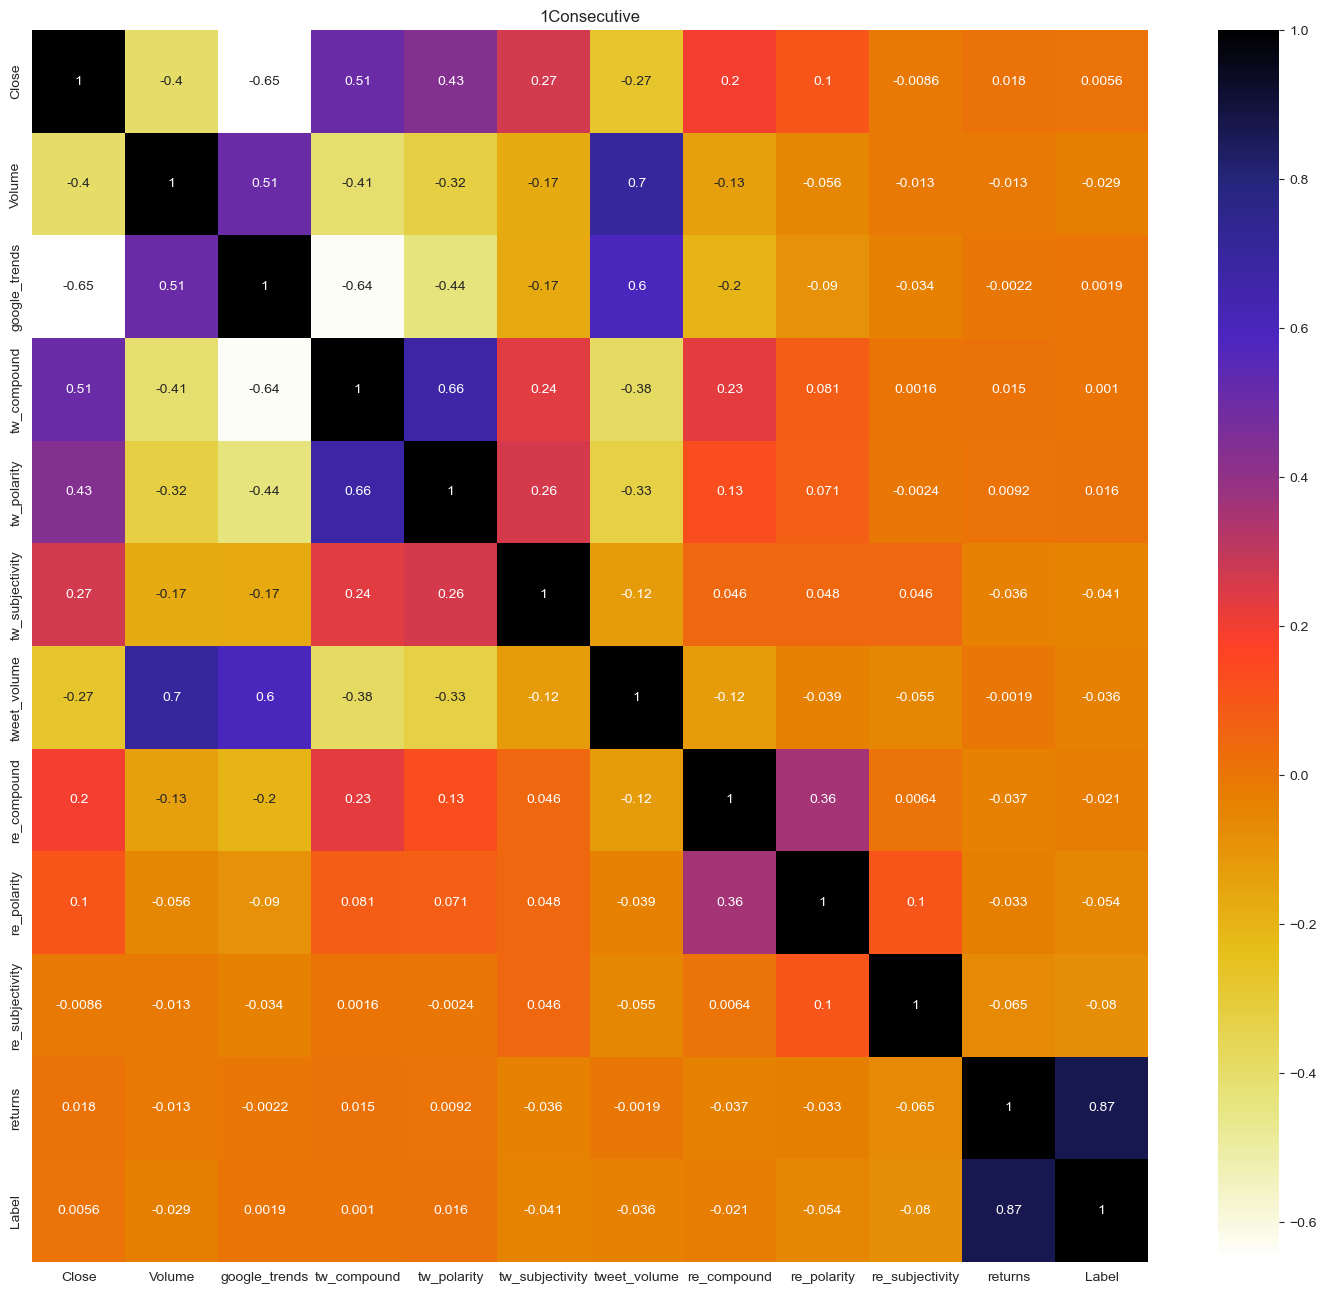 1Consecutive
Close 1 -0.4 -0.65 0.51 0.43 0.27 -0.27 0.2 0.1 -0.0086 0.018 0.0056
Volume -0.4 1 0.51 -0.41 -0.32 -0.17 0.7 -0.13 -0.056 -0.013 -0.013 -0.029
google_trends -0.65 0.51 1 -0.64 -0.44 -0.17 0.6 -0.2 -0.09 -0.034 -0.0022 0.0019
tw_compound 0.51 -0.41 -0.64 1 0.66 0.24 -0.38 0.23 0.081 0.0016 0.015 0.001
tw_polarity 0.43 -0.32 -0.44 0.66 1 0.26 -0.33 0.13 0.071 -0.0024 0.0092 0.016
tw_subjectivity 0.27 -0.17 -0.17 0.24 0.26 1 -0.12 0.046 0.048 0.046 -0.036 -0.041
tweet_volume -0.27 0.7 0.6 -0.38 -0.33 -0.12 1 -0.12 -0.039 -0.055 -0.0019 -0.036
re_compound 0.2 -0.13 -0.2 0.23 0.13 0.046 -0.12 1 0.36 0.0064 -0.037 -0.021
re_polarity 0.1 -0.056 -0.09 0.081 0.071 0.048 -0.039 0.36 1 0.1 -0.033 -0.054
re_subjectivity -0.0086 -0.013 -0.034 0.0016 -0.0024 0.046 -0.055 0.0064 0.1 1 -0.065 -0.08
returns 0.018 -0.013 -0.0022 0.015 0.0092 -0.036 -0.0019 -0.037 -0.033 -0.065 1 0.87
Label 0.0056 -0.029 0.0019 0.001 0.016 -0.041 -0.036 -0.021 -0.054 -0.08 0.87 1
Close Volume google_trends tw_compound tw_polarity tw_subjectivity tweet_volume re_compound re_polarity re_subjectivity returns Label
1.0
0.8
0.6
0.4
0.2
0.0
−0.2
−0.4
−0.6